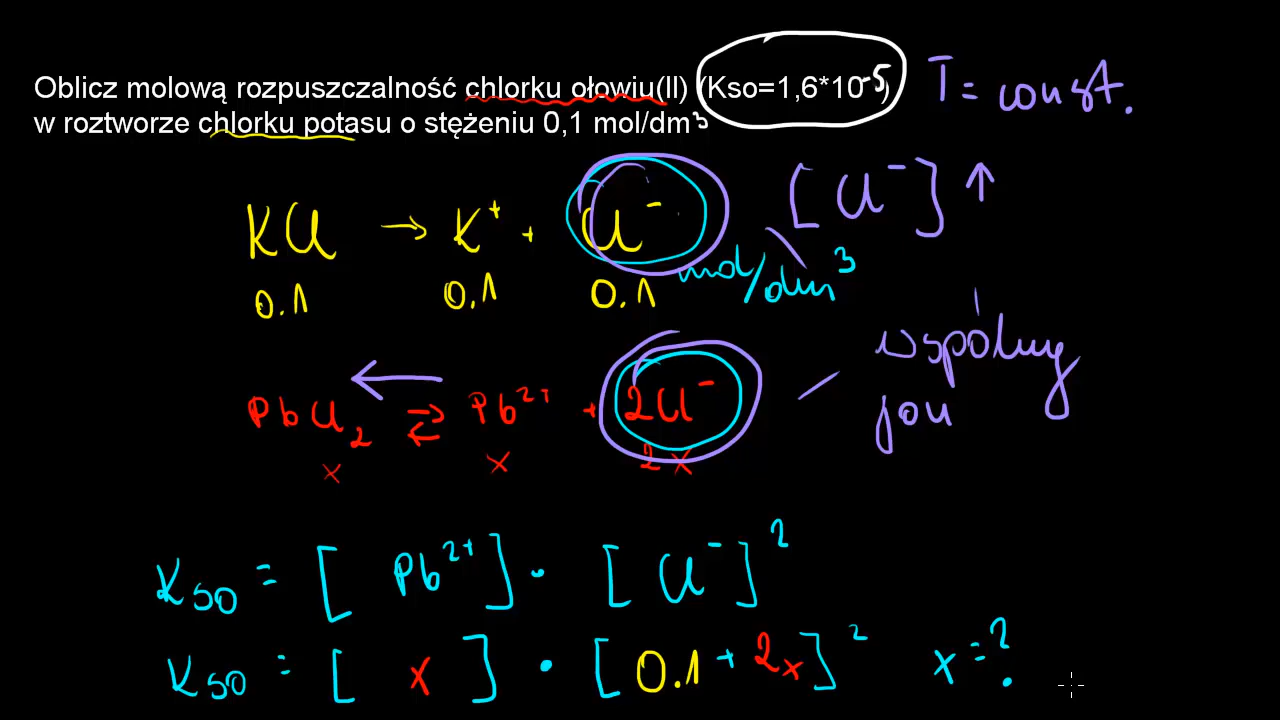 Oblicz molową rozpuszczalność chlorku ołowiu(II) (Kso=1,6*10-5)
w roztworze chlorku potasu o stężeniu 0,1 mol/dm3
T = const.
KCl → K+ + Cl- [Cl-] ↑
0.1 0.1 0.1 mol/dm3
wspólny
jon
PbCl2 ⇄ Pb2+ + 2Cl-
x x 2x
Kso = [Pb2+] · [Cl-]2
Kso = [x] · [0.1 + 2x]2 x = ?